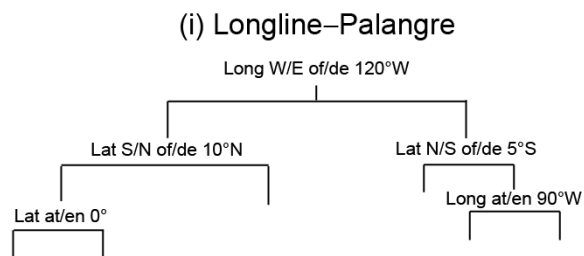 (i) Longline–Palangre
Long W/E of/de 120°W
Lat S/N of/de 10°N
Lat N/S of/de 5°S
Long at/en 90°W
Lat at/en 0°